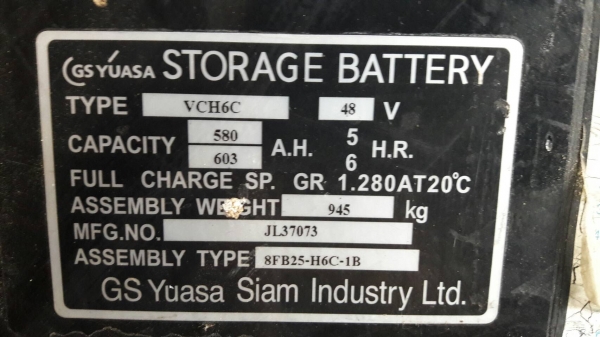 GS YUASA STORAGE BATTERY
TYPE VCH6C 48 V
CAPACITY 580 A.H. 5 H.R.
603 6
FULL CHARGE SP. GR 1.280AT20℃
ASSEMBLY WEIGHT 945 kg
MFG.NO. JL37073
ASSEMBLY TYPE 8FB25-H6C-1B
GS Yuasa Siam Industry Ltd.